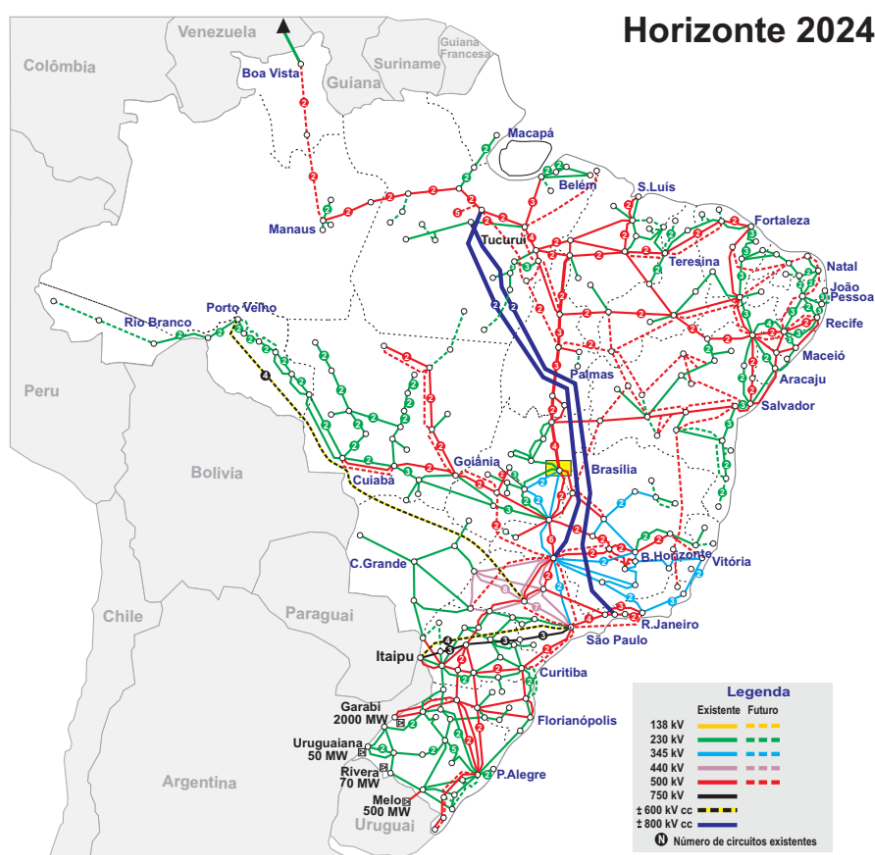 Horizonte 2024
Venezuela
Guiana
Francesa
Suriname
Colômbia
Boa Vista
Guiana
Macapá
Belém
S.Luís
Manaus
Fortaleza
Tucuruí
Teresina
Natal
João
Pessoa
Porto Velho
Rio Branco
Recife
Maceió
Palmas
Aracaju
Peru
Salvador
Bolivia
Goiânia
Brasília
Cuiabá
B.Horizonte
Vitória
C.Grande
Chile
Paraguai
R.Janeiro
São Paulo
Itaipu
Curitiba
Garabi
2000 MW
Florianópolis
Uruguaiana
50 MW
Rivera
70 MW
P.Alegre
Argentina
Melo
500 MW
Uruguai
Legenda
Existente Futuro
138 kV
230 kV
345 kV
440 kV
500 kV
750 kV
± 600 kV cc
± 800 kV cc
N Número de circuitos existentes